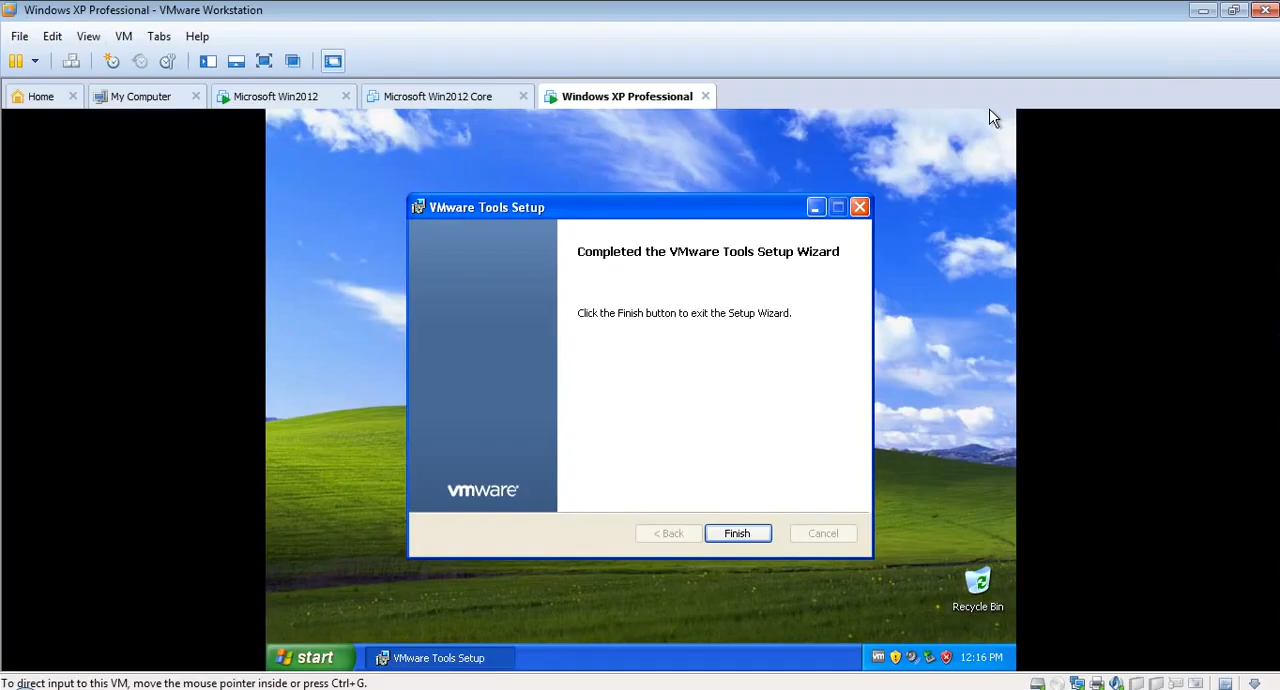 Windows XP Professional - VMware Workstation
File Edit View VM Tabs Help
Home My Computer Microsoft Win2012 Microsoft Win2012 Core Windows XP Professional
VMware Tools Setup
Completed the VMware Tools Setup Wizard
Click the Finish button to exit the Setup Wizard.
vmware
< Back Finish Cancel
Recycle Bin
start VMware Tools Setup vm 12:16 PM
To direct input to this VM, move the mouse pointer inside or press Ctrl+G.